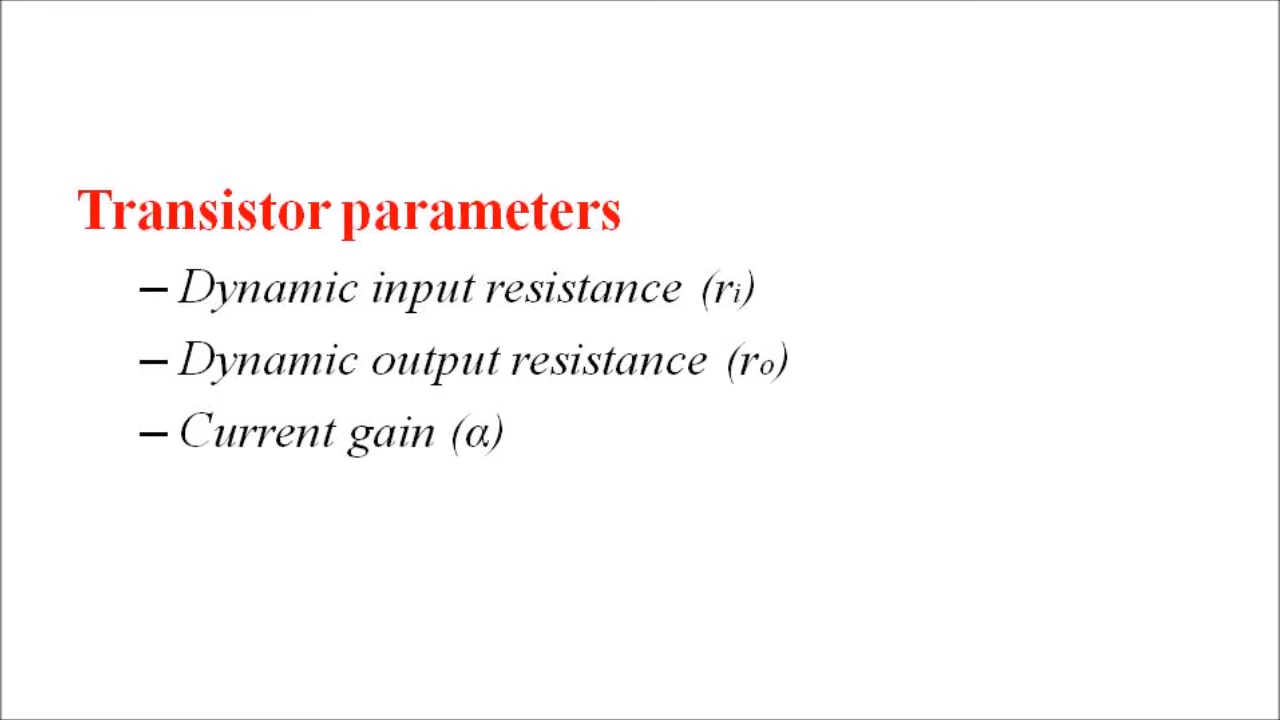 Transistor parameters
– Dynamic input resistance (ri)
– Dynamic output resistance (ro)
– Current gain (α)